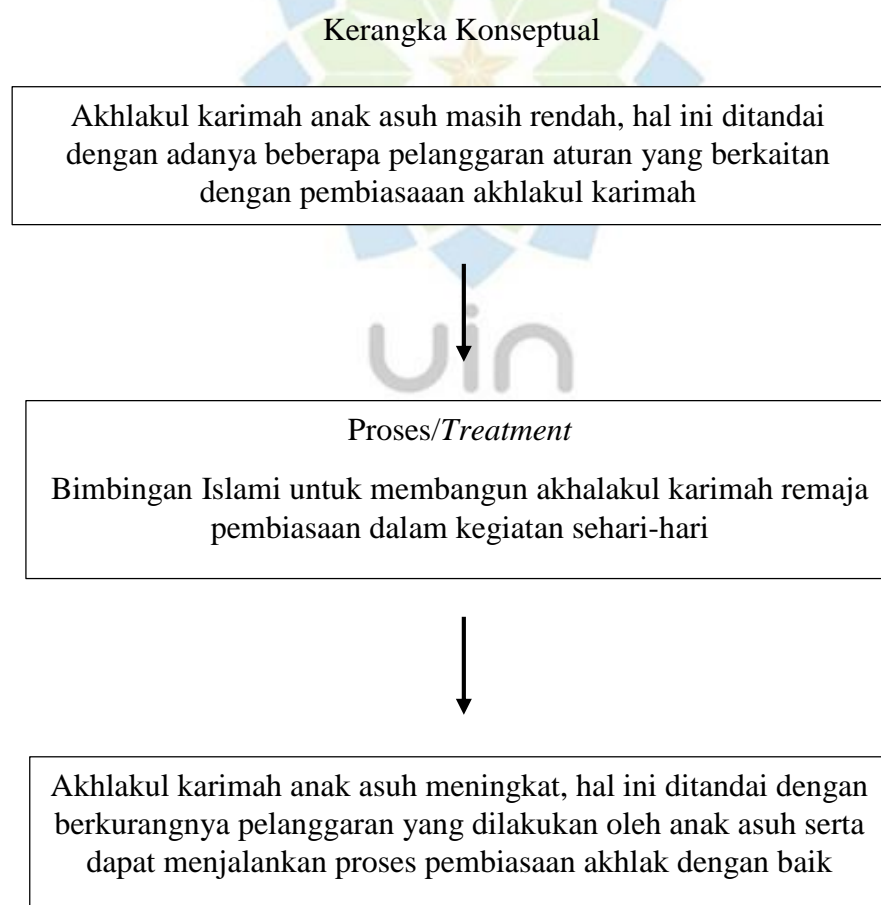 Kerangka Konseptual
Akhlakul karimah anak asuh masih rendah, hal ini ditandai
dengan adanya beberapa pelanggaran aturan yang berkaitan
dengan pembiasaaan akhlakul karimah
uin
Proses/Treatment
Bimbingan Islami untuk membangun akhalakul karimah remaja
pembiasaan dalam kegiatan sehari-hari
Akhlakul karimah anak asuh meningkat, hal ini ditandai dengan
berkurangnya pelanggaran yang dilakukan oleh anak asuh serta
dapat menjalankan proses pembiasaan akhlak dengan baik